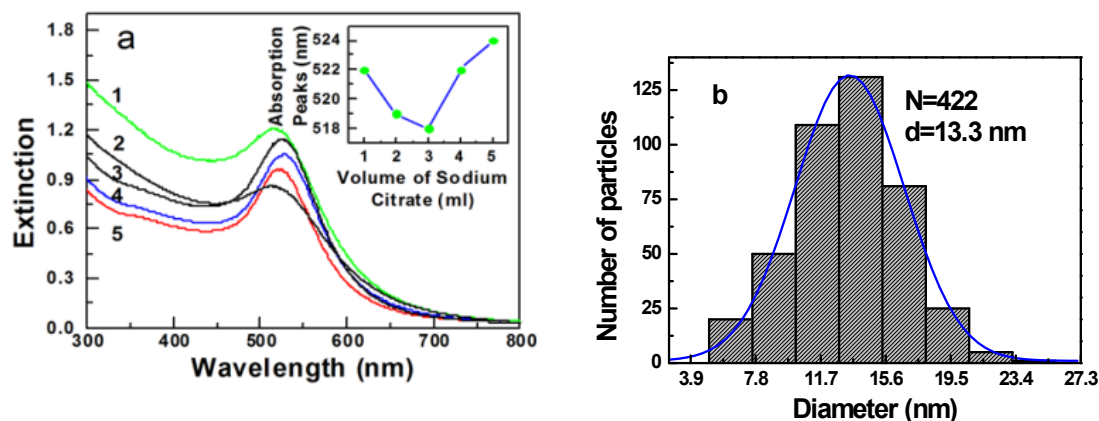 a
Extinction
1.8
1.5
1.2
0.9
0.6
0.3
0.0
1
2
3
4
5
300 400 500 600 700 800
Wavelength (nm)
Absorption
Peaks (nm)
524
522
520
518
1 2 3 4 5
Volume of Sodium
Citrate (ml)
b
N=422
d=13.3 nm
Number of particles
125
100
75
50
25
0
3.9 7.8 11.7 15.6 19.5 23.4 27.3
Diameter (nm)